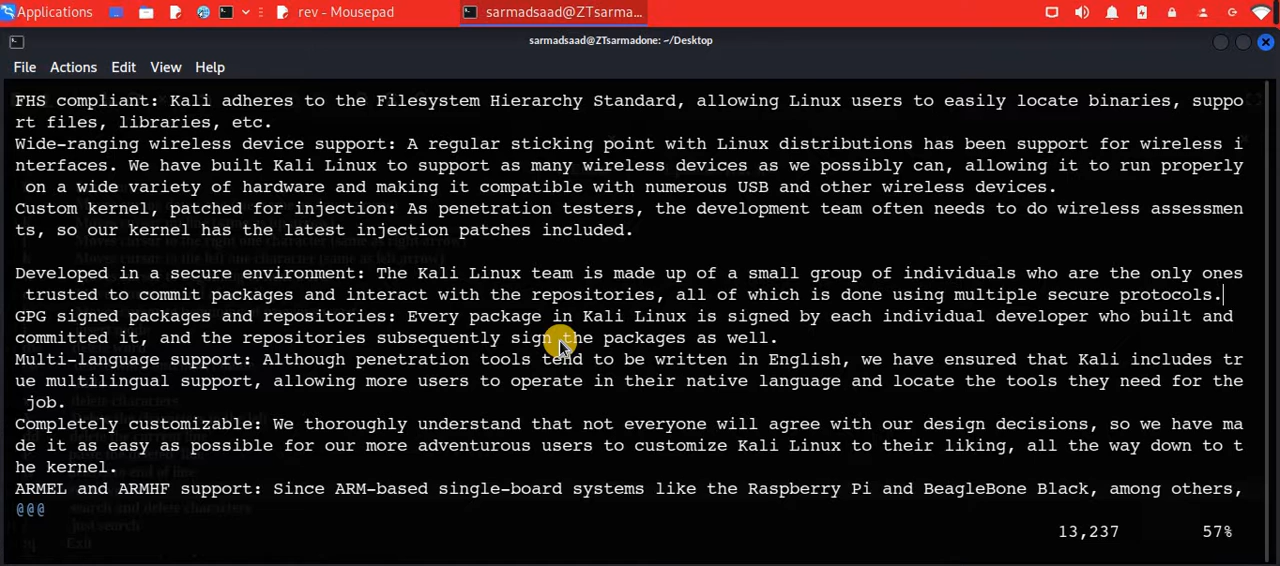 Applications
rev - Mousepad
sarmadsaad@ZTsarma...
sarmadsaad@ZTsarmadone: ~/Desktop
File Actions Edit View Help
FHS compliant: Kali adheres to the Filesystem Hierarchy Standard, allowing Linux users to easily locate binaries, suppo
rt files, libraries, etc.
Wide-ranging wireless device support: A regular sticking point with Linux distributions has been support for wireless i
nterfaces. We have built Kali Linux to support as many wireless devices as we possibly can, allowing it to run properly
on a wide variety of hardware and making it compatible with numerous USB and other wireless devices.
Custom kernel, patched for injection: As penetration testers, the development team often needs to do wireless assessmen
ts, so our kernel has the latest injection patches included.
Developed in a secure environment: The Kali Linux team is made up of a small group of individuals who are the only ones
trusted to commit packages and interact with the repositories, all of which is done using multiple secure protocols.
GPG signed packages and repositories: Every package in Kali Linux is signed by each individual developer who built and
committed it, and the repositories subsequently sign the packages as well.
Multi-language support: Although penetration tools tend to be written in English, we have ensured that Kali includes tr
ue multilingual support, allowing more users to operate in their native language and locate the tools they need for the
job.
Completely customizable: We thoroughly understand that not everyone will agree with our design decisions, so we have ma
de it as easy as possible for our more adventurous users to customize Kali Linux to their liking, all the way down to t
he kernel.
ARMEL and ARMHF support: Since ARM-based single-board systems like the Raspberry Pi and BeagleBone Black, among others,
@@@
13,237 57%